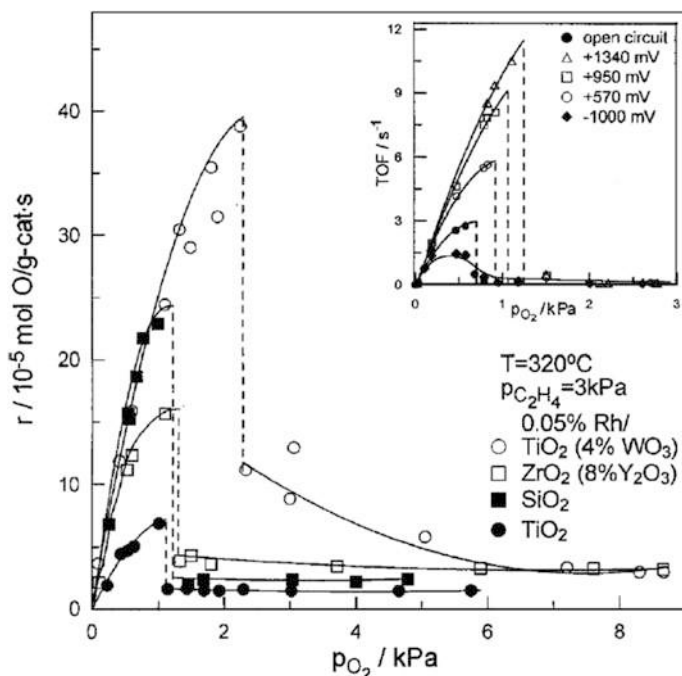 r / 10⁻⁵ mol O/g-cat·s
40
30
20
10
0
0
2
4
6
8
p_O₂ / kPa
TOF / s⁻¹
12
9
6
3
0
0
1
2
3
p_O₂ / kPa
● open circuit
△ +1340 mV
□ +950 mV
○ +570 mV
◆ -1000 mV
T=320ºC
p_C₂H₄=3kPa
0.05% Rh/
○ TiO₂ (4% WO₃)
□ ZrO₂ (8%Y₂O₃)
■ SiO₂
● TiO₂